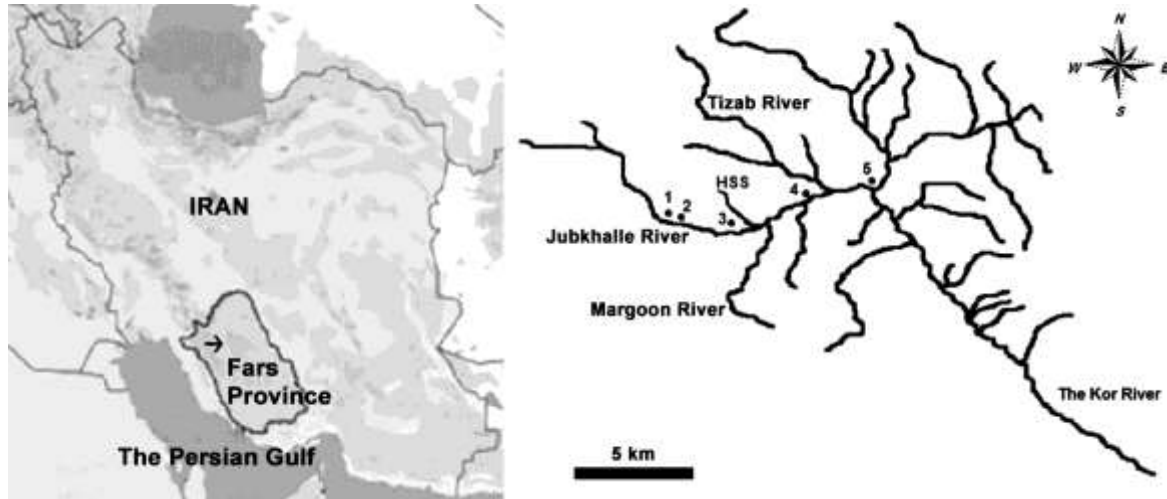 IRAN
Fars
Province
The Persian Gulf
N
W
E
S
Tizab River
HSS
1
2
3
4
5
Jubkhalle River
Margoon River
The Kor River
5 km